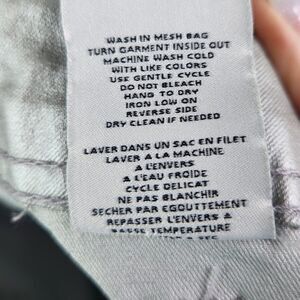 WASH IN MESH BAG
TURN GARMENT INSIDE OUT
MACHINE WASH COLD
WITH LIKE COLORS
USE GENTLE CYCLE
DO NOT BLEACH
HANG TO DRY
IRON LOW ON
REVERSE SIDE
DRY CLEAN IF NEEDED
LAVER DANS UN SAC EN FILET
LAVER A LA MACHINE
A L'ENVERS
A L'EAU FROIDE
CYCLE DELICAT
NE PAS BLANCHIR
SECHER PAR EGOUTTEMENT
REPASSER L'ENVERS A
BASSE TEMPERATURE